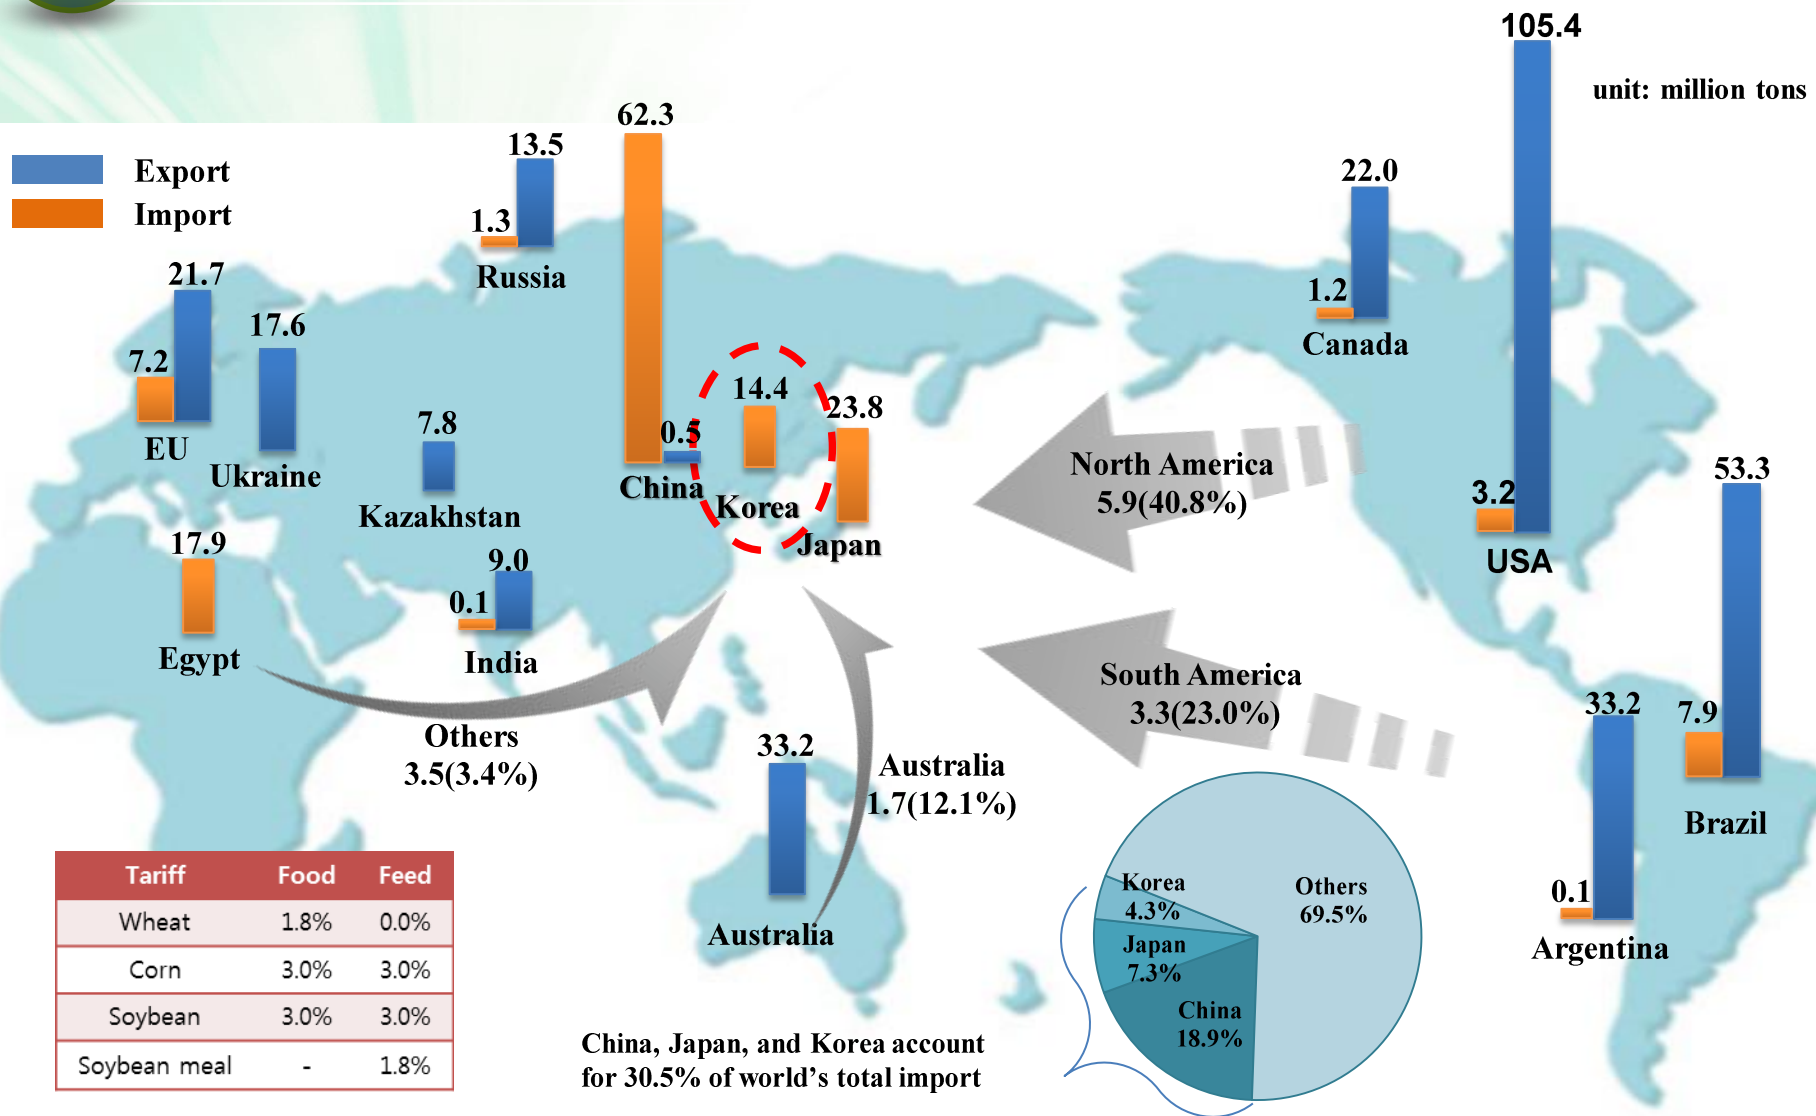 105.4
unit: million tons
Export
Import
62.3
13.5
1.3
Russia
22.0
1.2
Canada
21.7
7.2
EU
17.6
Ukraine
7.8
Kazakhstan
0.5
China
14.4
Korea
23.8
Japan
North America
5.9(40.8%)
3.2
USA
53.3
7.9
Brazil
17.9
Egypt
9.0
0.1
India
South America
3.3(23.0%)
33.2
0.1
Argentina
Others
3.5(3.4%)
33.2
Australia
Australia
1.7(12.1%)
Tariff Food Feed
Wheat 1.8% 0.0%
Corn 3.0% 3.0%
Soybean 3.0% 3.0%
Soybean meal - 1.8%
Korea
4.3%
Japan
7.3%
China
18.9%
Others
69.5%
China, Japan, and Korea account
for 30.5% of world’s total import